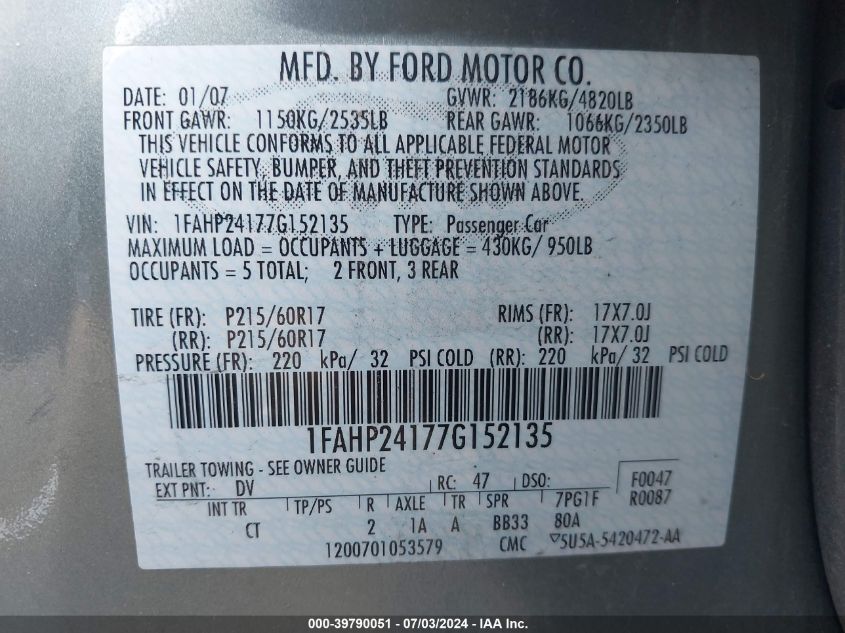 MFD. BY FORD MOTOR CO.
DATE: 01/07 GVWR: 2186KG/4820LB
FRONT GAWR: 1150KG/2535LB REAR GAWR: 1066KG/2350LB
THIS VEHICLE CONFORMS TO ALL APPLICABLE FEDERAL MOTOR
VEHICLE SAFETY, BUMPER, AND THEFT PREVENTION STANDARDS
IN EFFECT ON THE DATE OF MANUFACTURE SHOWN ABOVE.
VIN: 1FAHP24177G152135 TYPE: Passenger Car
MAXIMUM LOAD = OCCUPANTS + LUGGAGE = 430KG/ 950LB
OCCUPANTS = 5 TOTAL; 2 FRONT, 3 REAR
TIRE (FR): P215/60R17 RIMS (FR): 17X7.0J
(RR): P215/60R17 (RR): 17X7.0J
PRESSURE (FR): 220 kPa/ 32 PSI COLD (RR): 220 kPa/ 32 PSI COLD
1FAHP24177G152135
TRAILER TOWING - SEE OWNER GUIDE
EXT PNT: DV RC: 47 DSO: F0047
INT TR TP/PS R AXLE TR SPR 7PG1F R0087
CT 2 1A A BB33 80A
1200701053579 CMC ▽5U5A-5420472-AA
000-39790051 - 07/03/2024 - IAA Inc.